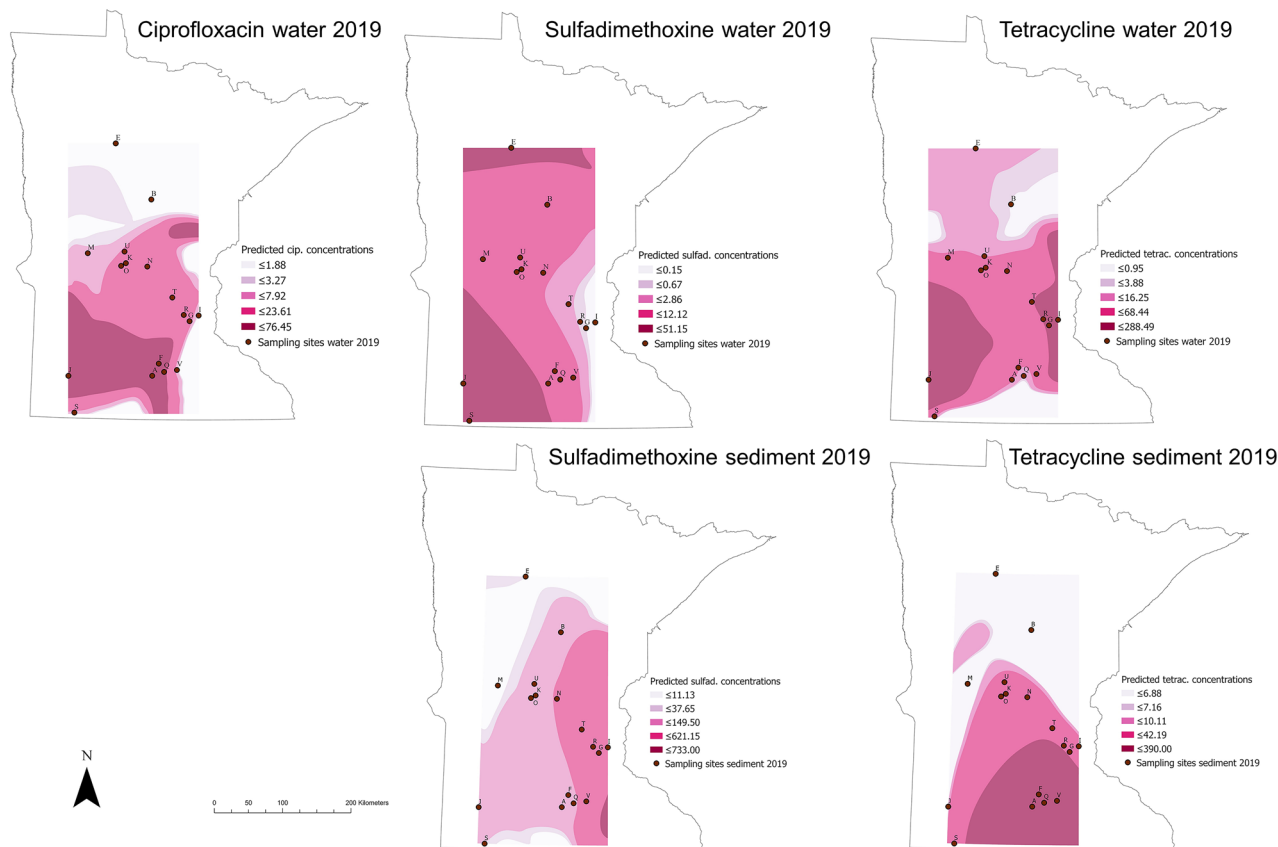 Ciprofloxacin water 2019
Sulfadimethoxine water 2019
Tetracycline water 2019
E
B
M
U
K
O
N
T
R
G
I
F
A
Q
V
J
S
Predicted cip. concentrations
≤1.88
≤3.27
≤7.92
≤23.61
≤76.45
Sampling sites water 2019
E
B
M
U
K
O
N
T
R
G
I
F
A
Q
V
J
S
Predicted sulfad. concentrations
≤0.15
≤0.67
≤2.86
≤12.12
≤51.15
Sampling sites water 2019
E
B
M
U
K
O
N
T
R
G
I
F
A
Q
V
J
S
Predicted tetrac. concentrations
≤0.95
≤3.88
≤16.25
≤68.44
≤288.49
Sampling sites water 2019
Sulfadimethoxine sediment 2019
Tetracycline sediment 2019
E
B
M
U
K
O
N
T
R
G
I
F
A
Q
V
J
S
Predicted sulfad. concentrations
≤11.13
≤37.65
≤149.50
≤621.15
≤733.00
Sampling sites sediment 2019
E
B
M
U
K
O
N
T
R
G
I
F
A
Q
V
J
S
Predicted tetrac. concentrations
≤6.88
≤7.16
≤10.11
≤42.19
≤390.00
Sampling sites sediment 2019
N
0 50 100 200 Kilometers